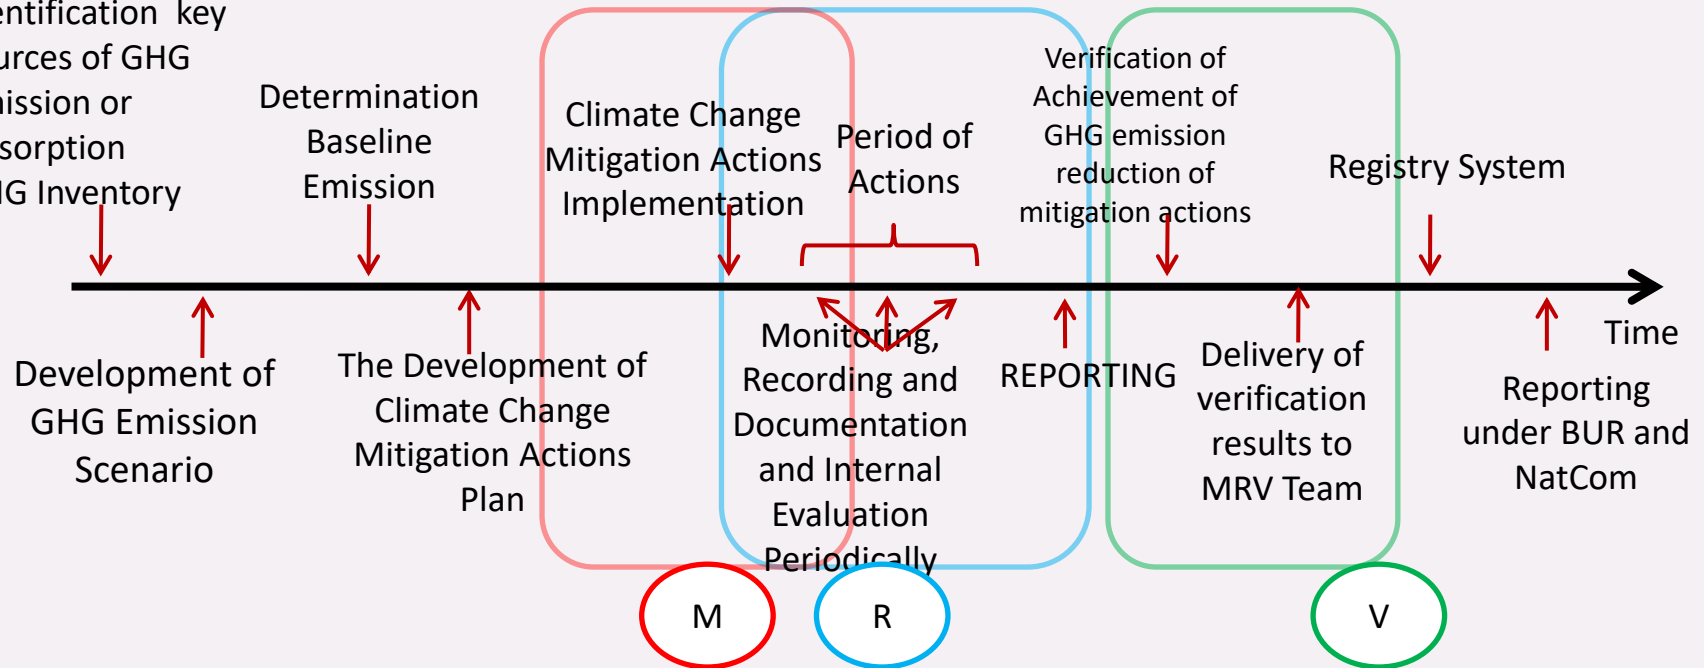 entification key
urces of GHG
ission or
sorption
IG Inventory
Determination
Baseline
Emission
Climate Change
Mitigation Actions
Implementation
Period of
Actions
Verification of
Achievement of
GHG emission
reduction of
mitigation actions
Registry System
Development of
GHG Emission
Scenario
The Development of
Climate Change
Mitigation Actions
Plan
Monitoring,
Recording and
Documentation
and Internal
Evaluation
Periodically
REPORTING
Delivery of
verification
results to
MRV Team
Time
Reporting
under BUR and
NatCom
M
R
V